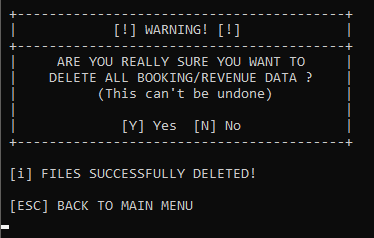 +-----------------------------------------+
| [!] WARNING! [!] |
+-----------------------------------------+
| ARE YOU REALLY SURE YOU WANT TO |
| DELETE ALL BOOKING/REVENUE DATA ? |
| (This can't be undone) |
| |
| [Y] Yes [N] No |
+-----------------------------------------+
[i] FILES SUCCESSFULLY DELETED!
[ESC] BACK TO MAIN MENU